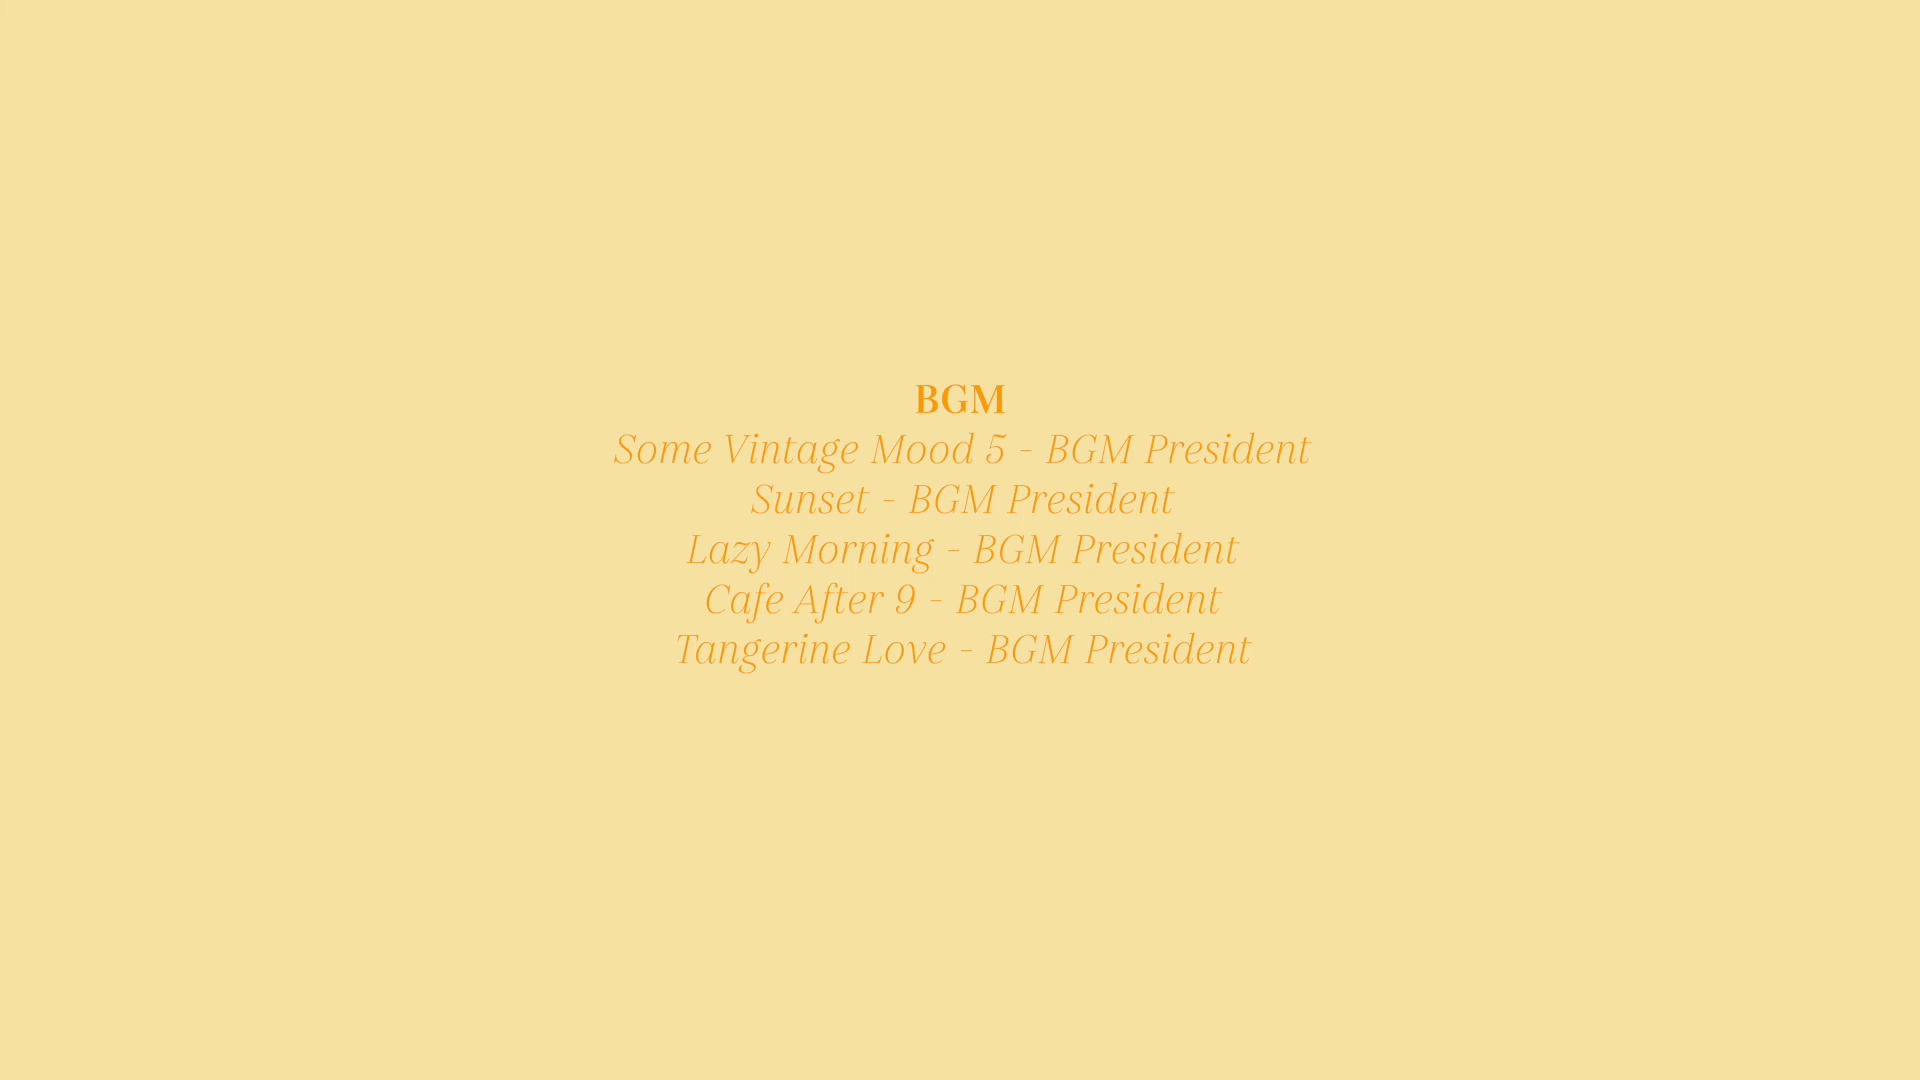 BGM
Some Vintage Mood 5 - BGM President
Sunset - BGM President
Lazy Morning - BGM President
Cafe After 9 - BGM President
Tangerine Love - BGM President